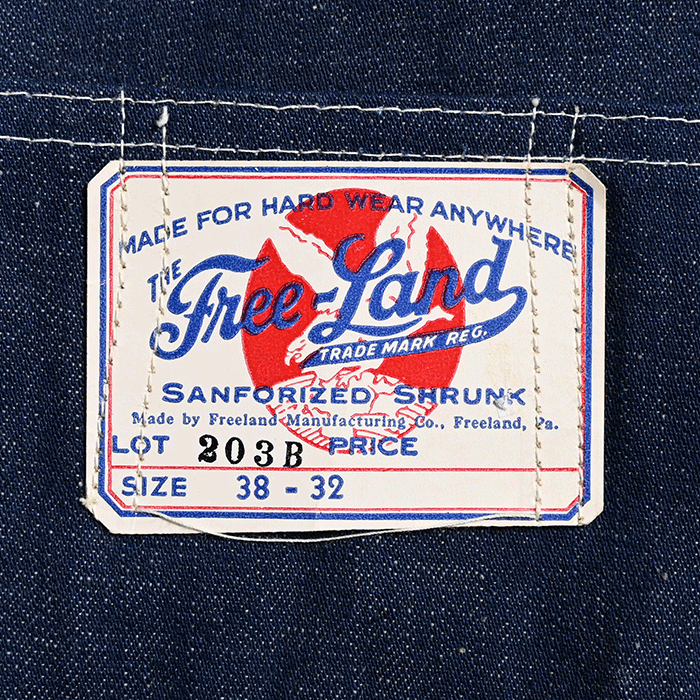 MADE FOR HARD WEAR ANYWHERE
THE
Free-Land
TRADE MARK REG.
SANFORIZED SHRUNK
Made by Freeland Manufacturing Co., Freeland, Pa.
LOT 203B PRICE
SIZE 38 - 32